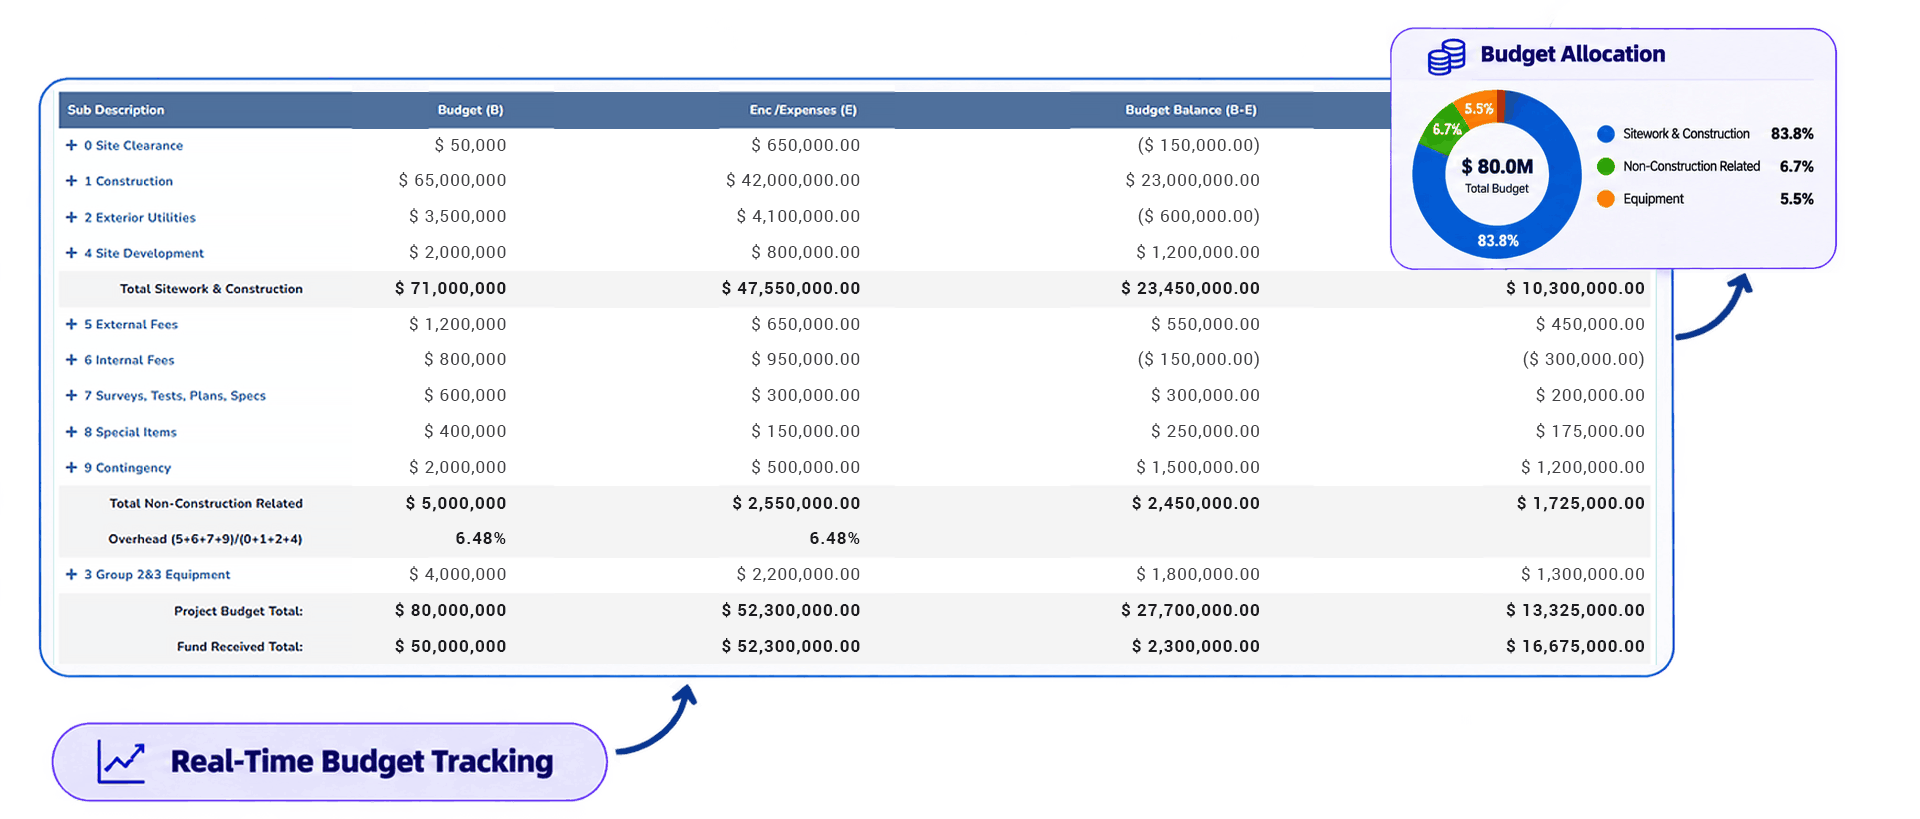 Budget Allocation
Sub Description Budget (B) Enc /Expenses (E) Budget Balance (B-E)
+ 0 Site Clearance $ 50,000 $ 650,000.00 ($ 150,000.00)
+ 1 Construction $ 65,000,000 $ 42,000,000.00 $ 23,000,000.00
+ 2 Exterior Utilities $ 3,500,000 $ 4,100,000.00 ($ 600,000.00)
+ 4 Site Development $ 2,000,000 $ 800,000.00 $ 1,200,000.00
5.5%
6.7%
$ 80.0M
Total Budget
83.8%
Sitework & Construction 83.8%
Non-Construction Related 6.7%
Equipment 5.5%
Total Sitework & Construction $ 71,000,000 $ 47,550,000.00 $ 23,450,000.00 $ 10,300,000.00
+ 5 External Fees $ 1,200,000 $ 650,000.00 $ 550,000.00 $ 450,000.00
+ 6 Internal Fees $ 800,000 $ 950,000.00 ($ 150,000.00) ($ 300,000.00)
+ 7 Surveys, Tests, Plans, Specs $ 600,000 $ 300,000.00 $ 300,000.00 $ 200,000.00
+ 8 Special Items $ 400,000 $ 150,000.00 $ 250,000.00 $ 175,000.00
+ 9 Contingency $ 2,000,000 $ 500,000.00 $ 1,500,000.00 $ 1,200,000.00
Total Non-Construction Related $ 5,000,000 $ 2,550,000.00 $ 2,450,000.00 $ 1,725,000.00
Overhead (5+6+7+9)/(0+1+2+4) 6.48% 6.48%
+ 3 Group 2&3 Equipment $ 4,000,000 $ 2,200,000.00 $ 1,800,000.00 $ 1,300,000.00
Project Budget Total: $ 80,000,000 $ 52,300,000.00 $ 27,700,000.00 $ 13,325,000.00
Fund Received Total: $ 50,000,000 $ 52,300,000.00 $ 2,300,000.00 $ 16,675,000.00
Real-Time Budget Tracking